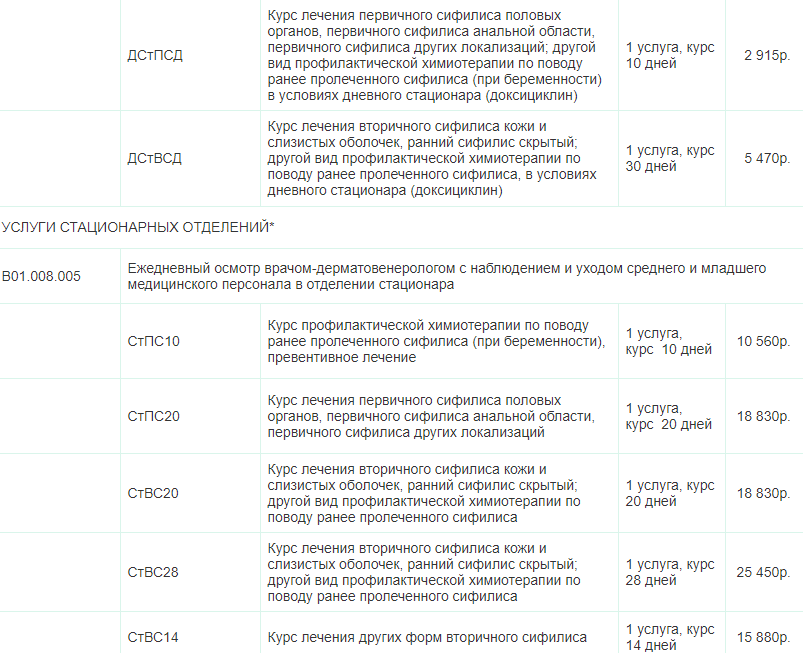 ДСтПСД
Курс лечения первичного сифилиса половых
органов, первичного сифилиса анальной области,
первичного сифилиса других локализаций; другой
вид профилактической химиотерапии по поводу
ранее пролеченного сифилиса (при беременности)
в условиях дневного стационара (доксициклин)
1 услуга, курс
10 дней
2 915р.
ДСтВСД
Курс лечения вторичного сифилиса кожи и
слизистых оболочек, ранний сифилис скрытый;
другой вид профилактической химиотерапии по
поводу ранее пролеченного сифилиса, в условиях
дневного стационара (доксициклин)
1 услуга, курс
30 дней
5 470р.
УСЛУГИ СТАЦИОНАРНЫХ ОТДЕЛЕНИЙ*
В01.008.005
Ежедневный осмотр врачом-дерматовенерологом с наблюдением и уходом среднего и младшего
медицинского персонала в отделении стационара
СтПС10
Курс профилактической химиотерапии по поводу
ранее пролеченного сифилиса (при беременности),
превентивное лечение
1 услуга,
курс  10 дней
10 560р.
СтПС20
Курс лечения первичного сифилиса половых
органов, первичного сифилиса анальной области,
первичного сифилиса других локализаций
1 услуга,
курс  20 дней
18 830р.
СтВС20
Курс лечения вторичного сифилиса кожи и
слизистых оболочек, ранний сифилис скрытый;
другой вид профилактической химиотерапии по
поводу ранее пролеченного сифилиса
1 услуга, курс
20 дней
18 830р.
СтВС28
Курс лечения вторичного сифилиса кожи и
слизистых оболочек, ранний сифилис скрытый;
другой вид профилактической химиотерапии по
поводу ранее пролеченного сифилиса
1 услуга, курс
28 дней
25 450р.
СтВС14
Курс лечения других форм вторичного сифилиса
1 услуга, курс
14 дней
15 880р.